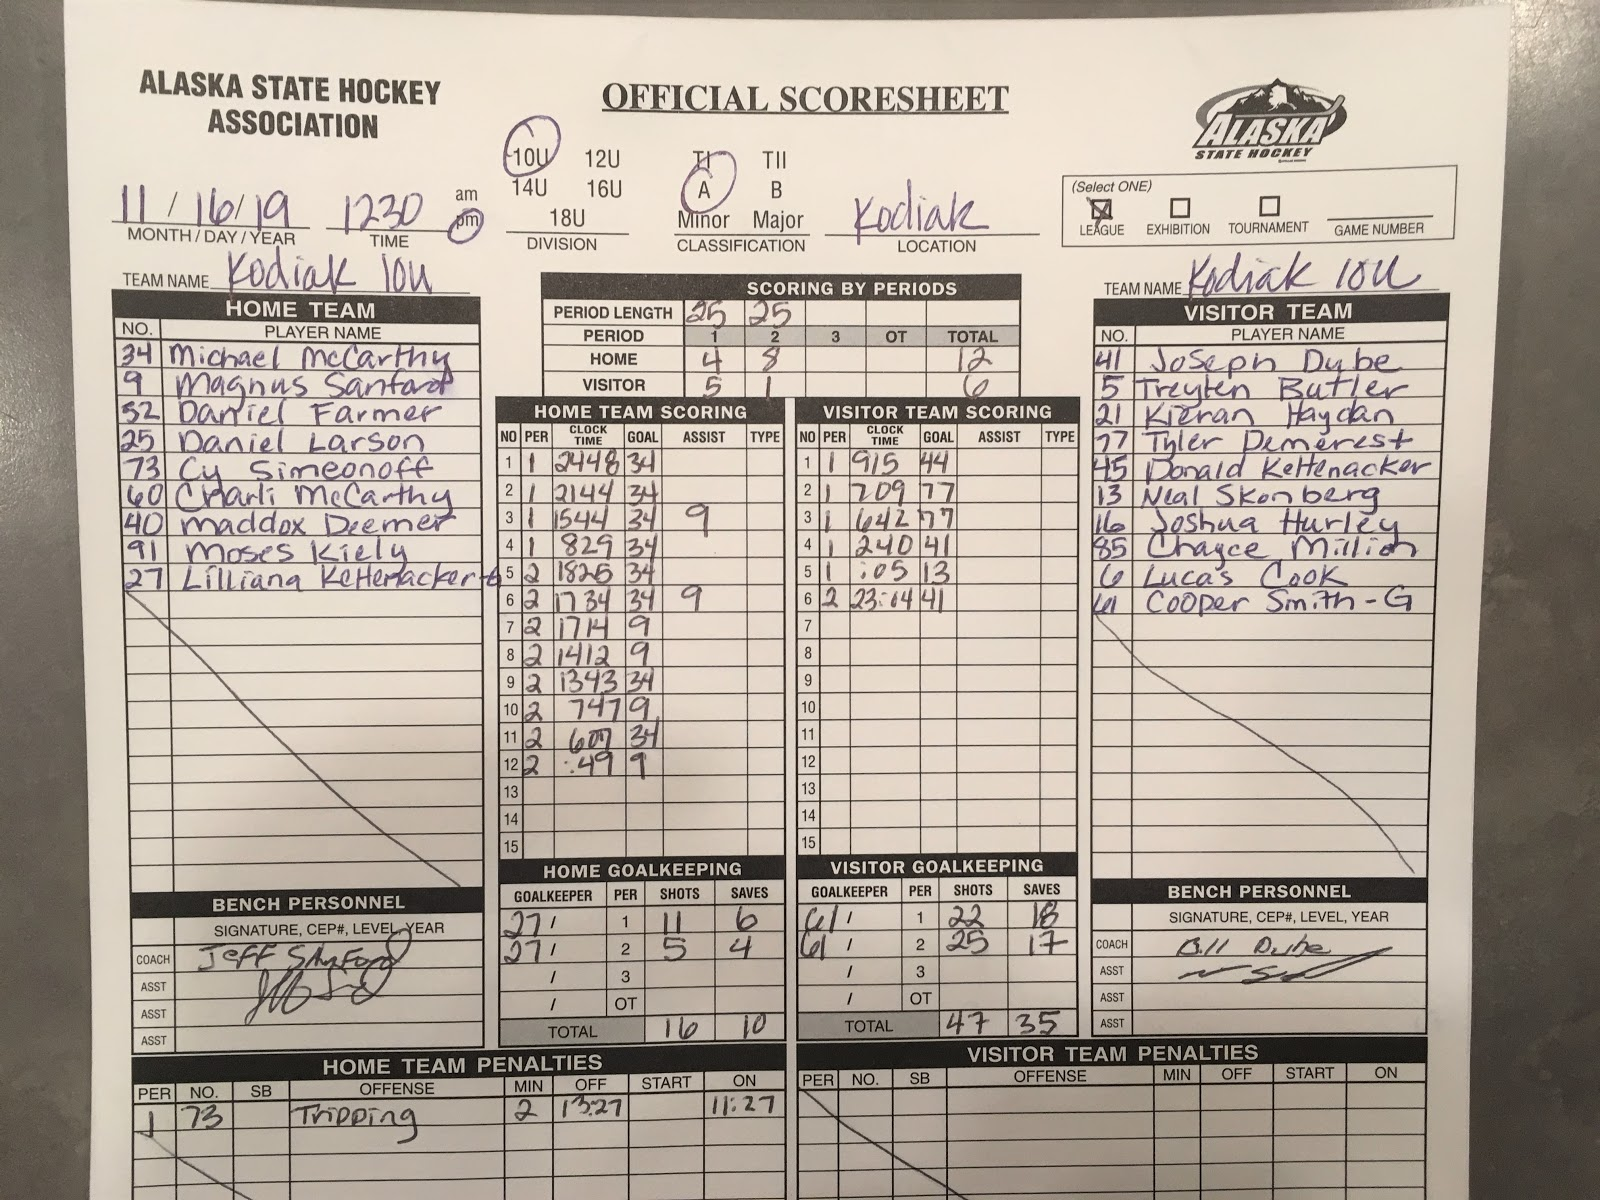 ALASKA STATE HOCKEY
ASSOCIATION
OFFICIAL SCORESHEET
ALASKA
STATE HOCKEY
10U 12U
14U 16U
18U
DIVISION
TI TII
A B
Minor Major
CLASSIFICATION
11 / 16 / 19
MONTH / DAY / YEAR
1230 am pm
TIME
Kodiak
LOCATION
(Select ONE)
LEAGUE EXHIBITION TOURNAMENT GAME NUMBER
TEAM NAME Kodiak 10U
HOME TEAM
NO. PLAYER NAME
34 Michael McCarthy
9 Magnus Sanford
52 Daniel Farmer
25 Daniel Larson
73 Cy Simeonoff
60 Charli McCarthy
40 Maddox Deemer
91 Moses Kiely
27 Lilliana Kettenacker-G
SCORING BY PERIODS
PERIOD LENGTH 25 25
PERIOD 1 2 3 OT TOTAL
HOME 4 8 12
VISITOR 5 1 6
TEAM NAME Kodiak 10U
VISITOR TEAM
NO. PLAYER NAME
41 Joseph Dube
5 Treyten Butler
21 Kieran Haydan
77 Tyler Demerest
45 Donald Kettenacker
13 Neal Skonberg
16 Joshua Hurley
85 Chayce Million
6 Lucas Cook
61 Cooper Smith-G
HOME TEAM SCORING
NO PER CLOCK TIME GOAL ASSIST TYPE
1 1 2448 34
2 1 2144 34
3 1 1544 34 9
4 1 829 34
5 2 1825 34
6 2 1734 34 9
7 2 1714 9
8 2 1412 9
9 2 1343 34
10 2 747 9
11 2 607 34
12 2 :49 9
13
14
15
VISITOR TEAM SCORING
NO PER CLOCK TIME GOAL ASSIST TYPE
1 1 915 44
2 1 709 77
3 1 642 77
4 1 240 41
5 1 :05 13
6 2 23:14 41
7
8
9
10
11
12
13
14
15
HOME GOALKEEPING
GOALKEEPER PER SHOTS SAVES
27 / 1 11 6
27 / 2 5 4
/ 3
/ OT
TOTAL 16 10
VISITOR GOALKEEPING
GOALKEEPER PER SHOTS SAVES
61 / 1 22 18
61 / 2 25 17
/ 3
/ OT
TOTAL 47 35
BENCH PERSONNEL
SIGNATURE, CEP#, LEVEL, YEAR
COACH Jeff Sanford
ASST
ASST
ASST
BENCH PERSONNEL
SIGNATURE, CEP#, LEVEL, YEAR
COACH Bill Dube
ASST
ASST
ASST
HOME TEAM PENALTIES
PER NO. SB OFFENSE MIN OFF START ON
1 73 Tripping 2 13:27 11:27
VISITOR TEAM PENALTIES
PER NO. SB OFFENSE MIN OFF START ON